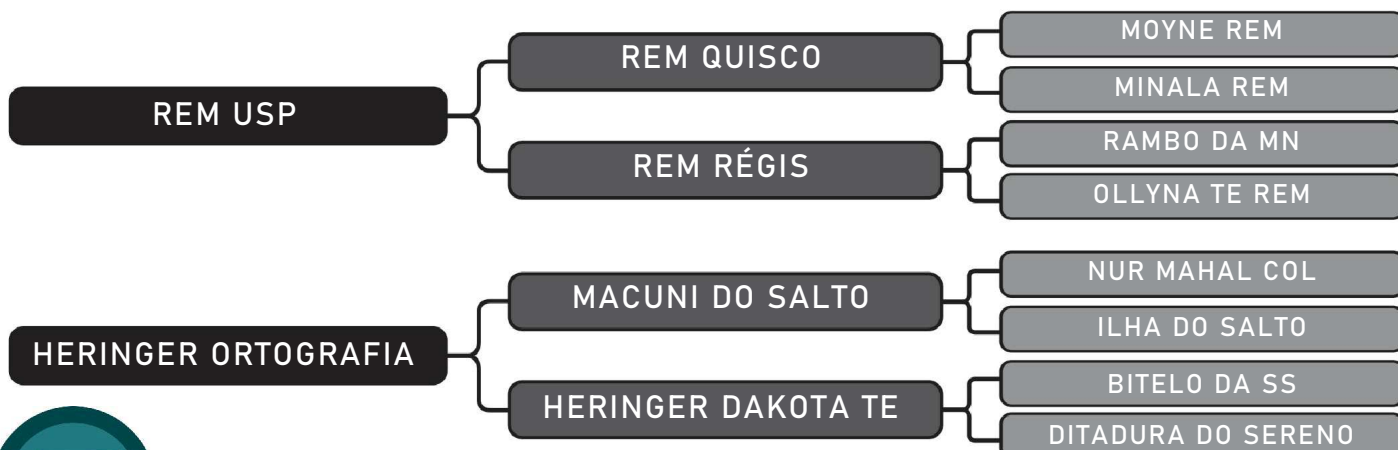 REM USP
REM QUISCO
MOYNE REM
MINALA REM
REM RÉGIS
RAMBO DA MN
OLLYNA TE REM
HERINGER ORTOGRAFIA
MACUNI DO SALTO
NUR MAHAL COL
ILHA DO SALTO
HERINGER DAKOTA TE
BITELO DA SS
DITADURA DO SERENO